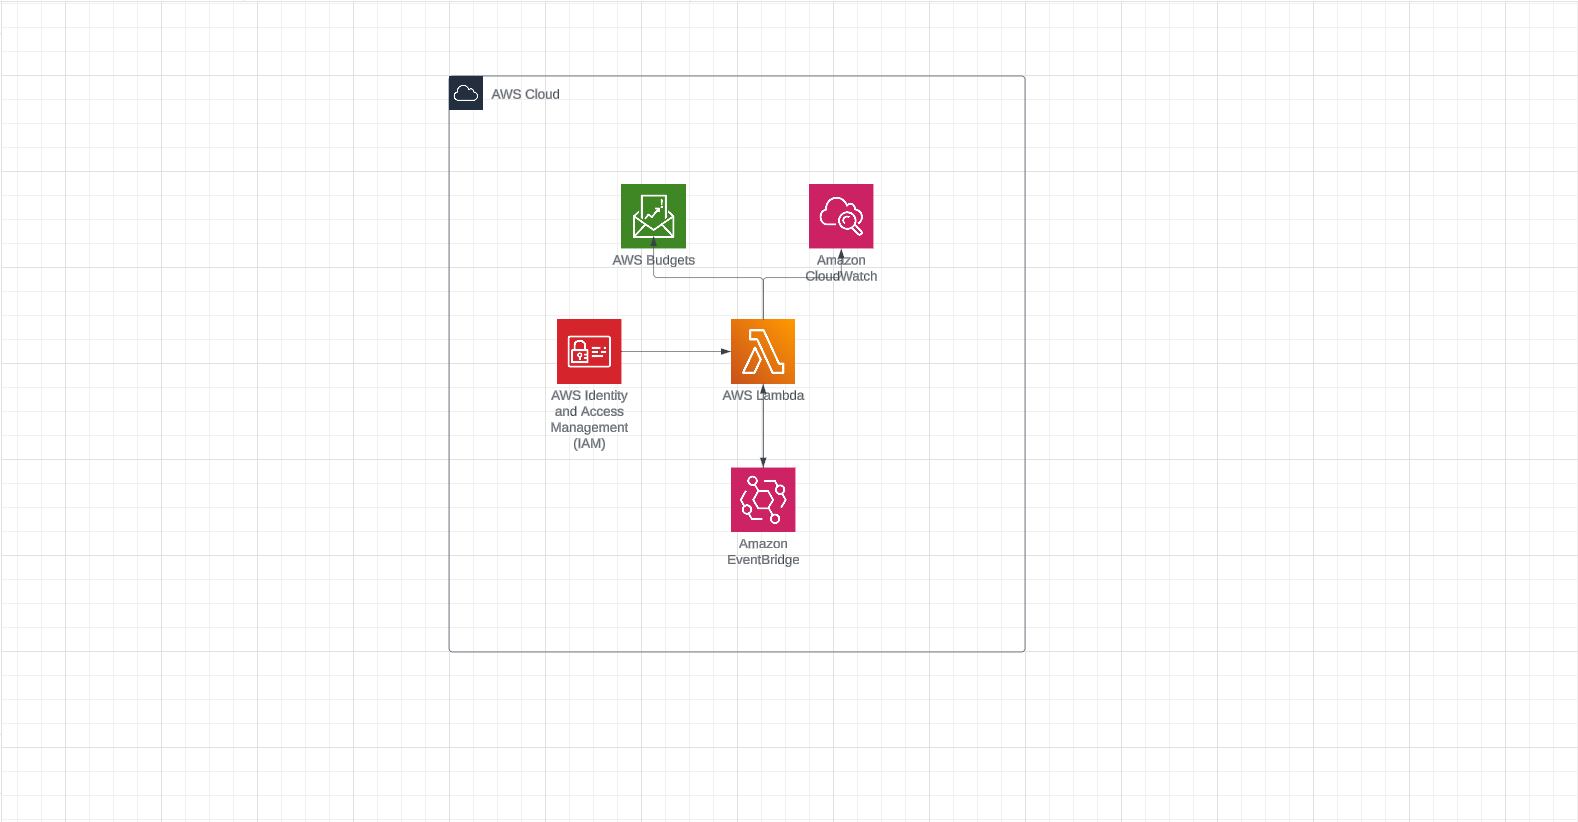 AWS Cloud
AWS Budgets
Amazon
CloudWatch
AWS Identity
and Access
Management
(IAM)
AWS Lambda
Amazon
EventBridge